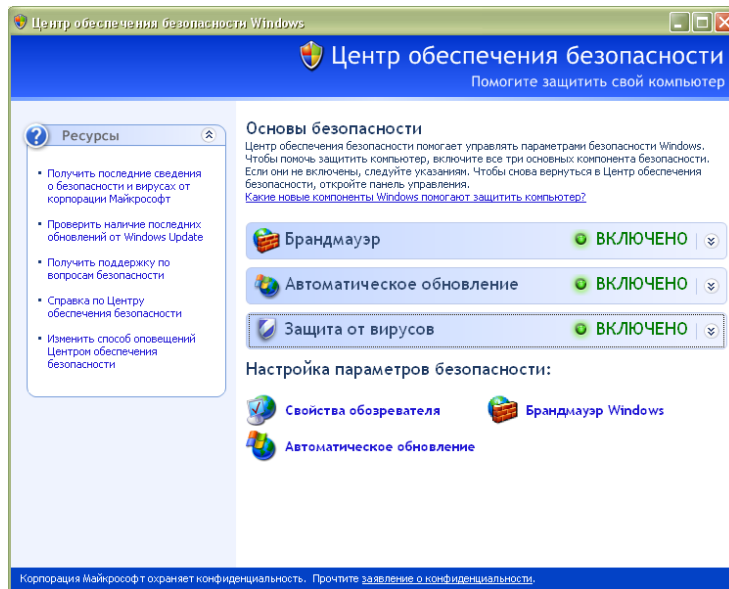 Центр обеспечения безопасности Windows
Центр обеспечения безопасности
Помогите защитить свой компьютер
Ресурсы
Получить последние сведения
о безопасности и вирусах от
корпорации Майкрософт
Проверить наличие последних
обновлений от Windows Update
Получить поддержку по
вопросам безопасности
Справка по Центру
обеспечения безопасности
Изменить способ оповещений
Центром обеспечения
безопасности
Основы безопасности
Центр обеспечения безопасности помогает управлять параметрами безопасности Windows.
Чтобы помочь защитить компьютер, включите все три основных компонента безопасности.
Если они не включены, следуйте указаниям. Чтобы снова вернуться в Центр обеспечения
безопасности, откройте панель управления.
Какие новые компоненты Windows помогают защитить компьютер?
Брандмауэр ВКЛЮЧЕНО
Автоматическое обновление ВКЛЮЧЕНО
Защита от вирусов ВКЛЮЧЕНО
Настройка параметров безопасности:
Свойства обозревателя Брандмауэр Windows
Автоматическое обновление
Корпорация Майкрософт охраняет конфиденциальность. Прочтите заявление о конфиденциальности.